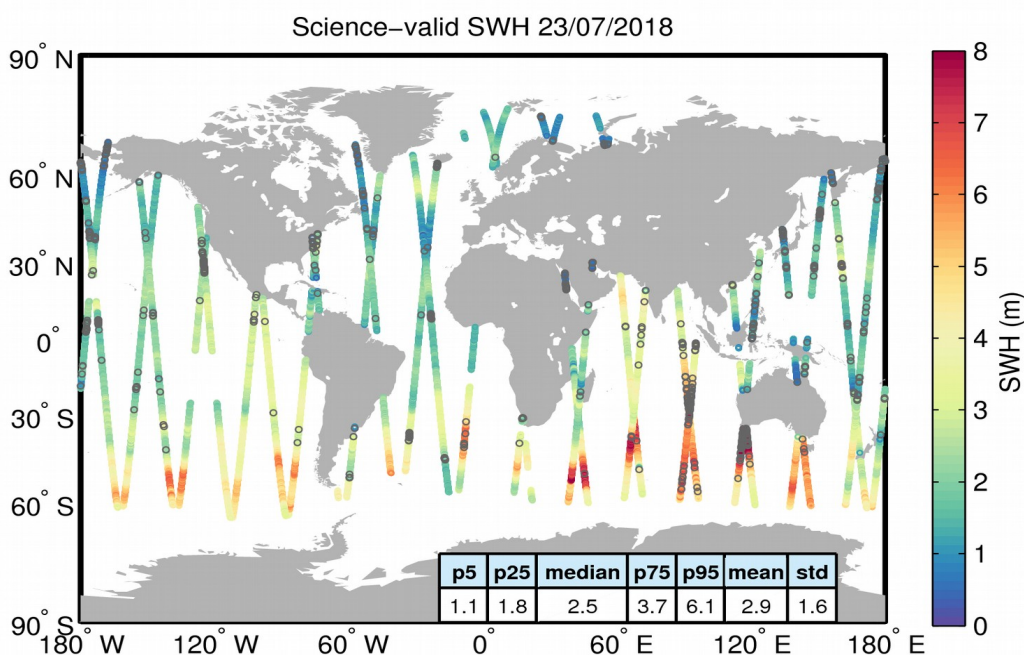 Science−valid SWH 23/07/2018
90° N
60° N
30° N
0°
30° S
60° S
90° S
180° W
120° W
60° W
0°
60° E
120° E
180° E
p5 p25 median p75 p95 mean std
1.1 1.8 2.5 3.7 6.1 2.9 1.6
8
7
6
5
4
3
2
1
0
SWH (m)